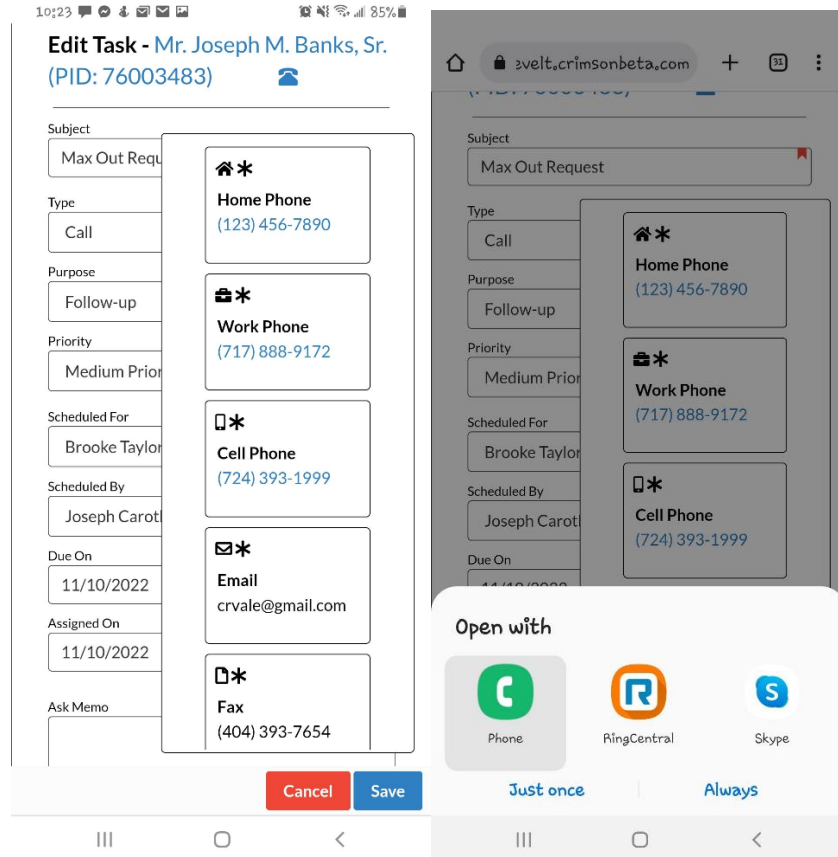 10:23
85%
Edit Task - Mr. Joseph M. Banks, Sr.
(PID: 76003483)
Subject
Max Out Requ
Type
Call
Purpose
Follow-up
Priority
Medium Prior
Scheduled For
Brooke Taylor
Scheduled By
Joseph Carotl
Due On
11/10/2022
Assigned On
11/10/2022
Ask Memo
Home Phone
(123) 456-7890
Work Phone
(717) 888-9172
Cell Phone
(724) 393-1999
Email
crvale@gmail.com
Fax
(404) 393-7654
Cancel
Save
evelt.crimsonbeta.com
31
Subject
Max Out Request
Type
Call
Purpose
Follow-up
Priority
Medium Prior
Scheduled For
Brooke Taylor
Scheduled By
Joseph Carotl
Due On
11/10/2022
Home Phone
(123) 456-7890
Work Phone
(717) 888-9172
Cell Phone
(724) 393-1999
Open with
Phone
RingCentral
Skype
Just once
Always